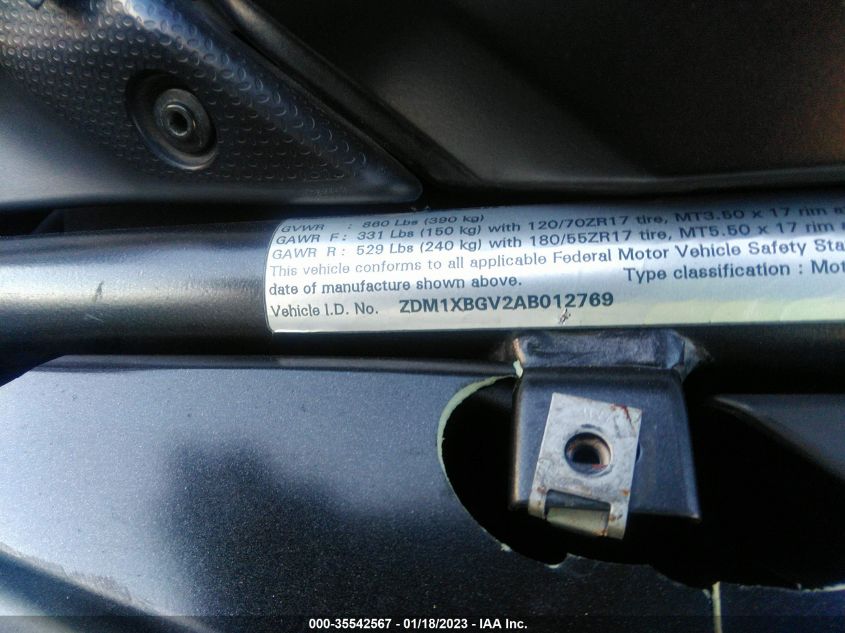 GVWR : 860 Lbs (390 kg)
GAWR F : 331 Lbs (150 kg) with 120/70ZR17 tire, MT3.50 x 17 rim
GAWR R : 529 Lbs (240 kg) with 180/55ZR17 tire, MT5.50 x 17 rim
This vehicle conforms to all applicable Federal Motor Vehicle Safety Sta
date of manufacture shown above. Type classification : Mot
Vehicle I.D. No. ZDM1XBGV2AB012769
000-35542567 - 01/18/2023 - IAA Inc.